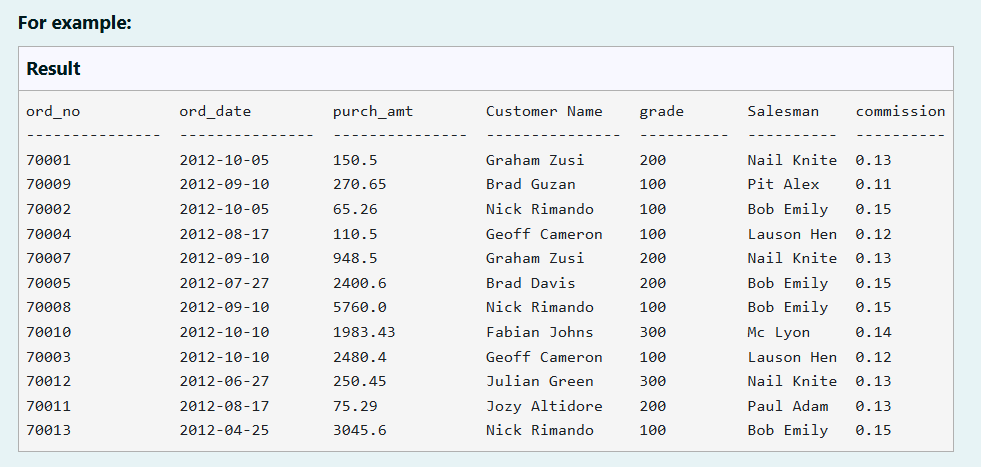 For example:
Result
ord_no           ord_date         purch_amt        Customer Name    grade       Salesman    commission
---------------  ---------------  ---------------  ---------------  ----------  ----------  ----------
70001            2012-10-05       150.5            Graham Zusi      200         Nail Knite  0.13
70009            2012-09-10       270.65           Brad Guzan       100         Pit Alex    0.11
70002            2012-10-05       65.26            Nick Rimando     100         Bob Emily   0.15
70004            2012-08-17       110.5            Geoff Cameron    100         Lauson Hen  0.12
70007            2012-09-10       948.5            Graham Zusi      200         Nail Knite  0.13
70005            2012-07-27       2400.6           Brad Davis       200         Bob Emily   0.15
70008            2012-09-10       5760.0           Nick Rimando     100         Bob Emily   0.15
70010            2012-10-10       1983.43          Fabian Johns     300         Mc Lyon     0.14
70003            2012-10-10       2480.4           Geoff Cameron    100         Lauson Hen  0.12
70012            2012-06-27       250.45           Julian Green     300         Nail Knite  0.13
70011            2012-08-17       75.29            Jozy Altidore    200         Paul Adam   0.13
70013            2012-04-25       3045.6           Nick Rimando     100         Bob Emily   0.15